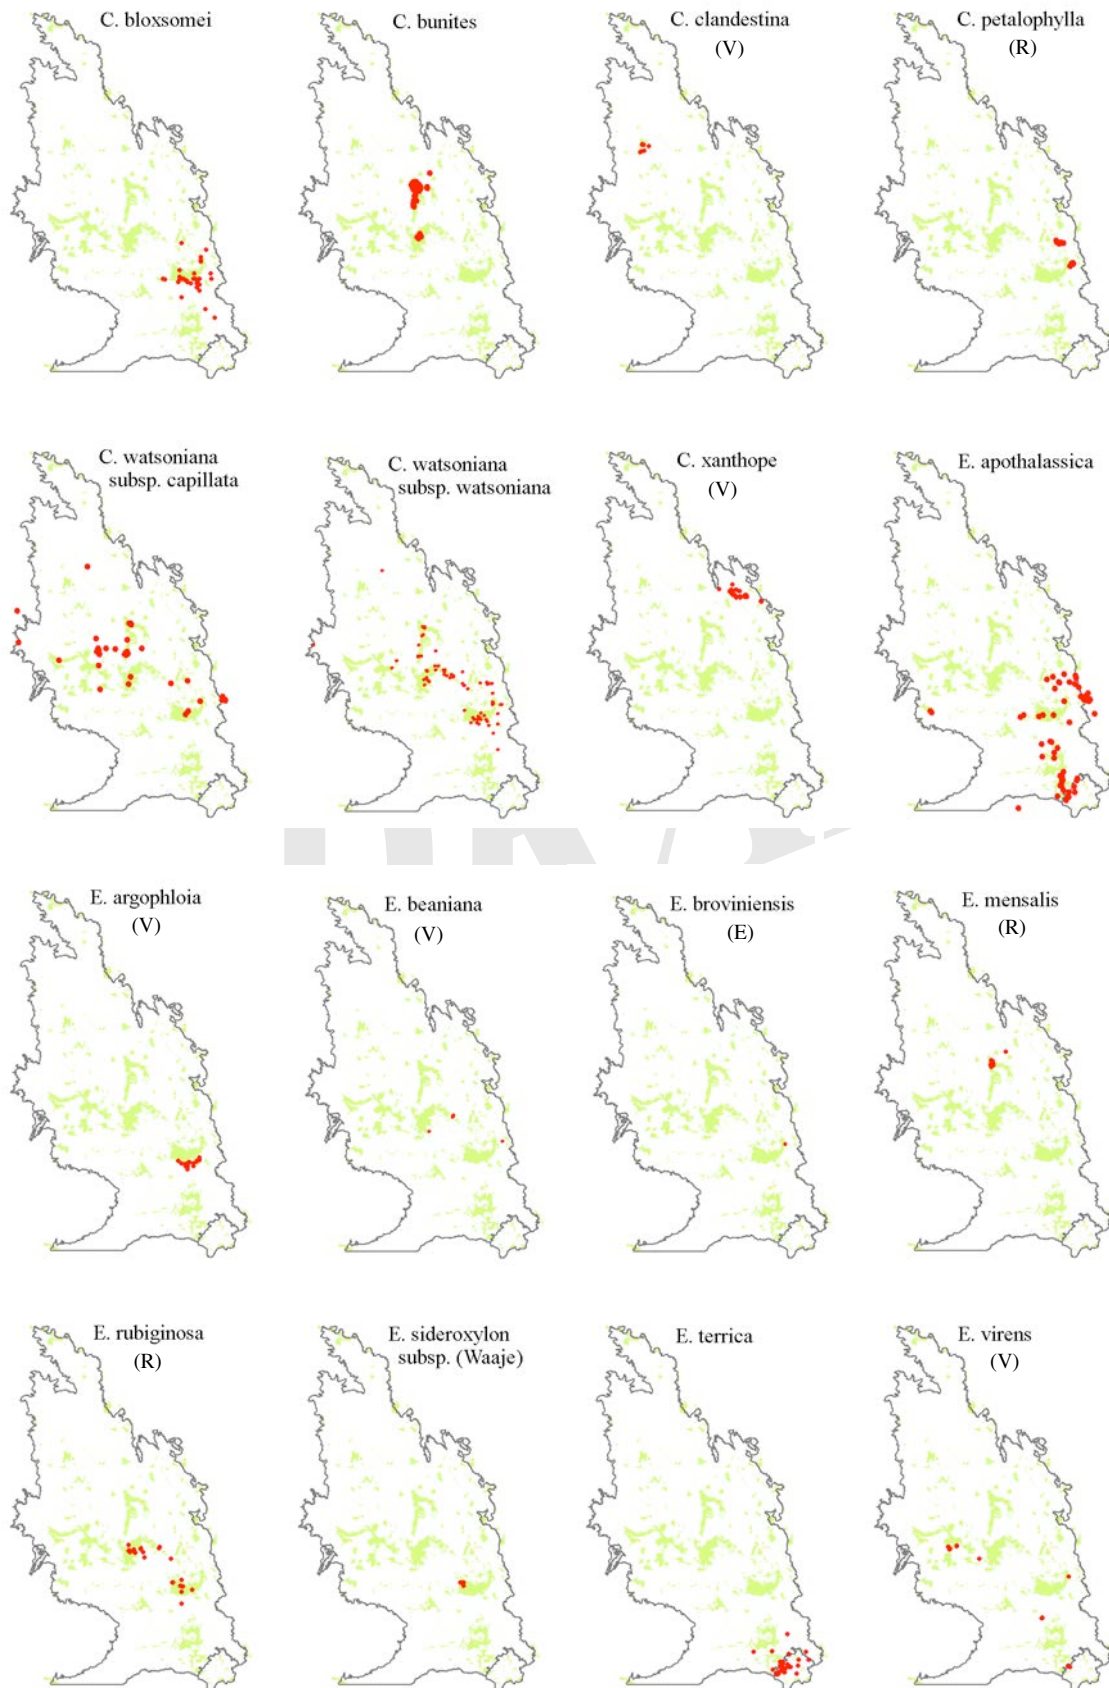 C. bloxsomei
C. bunites
C. clandestina
(V)
C. petalophylla
(R)
C. watsoniana
subsp. capillata
C. watsoniana
subsp. watsoniana
C. xanthope
(V)
E. apothalassica
E. argophloia
(V)
E. beaniana
(V)
E. broviniensis
(E)
E. mensalis
(R)
E. rubiginosa
(R)
E. sideroxylon
subsp. (Waaje)
E. terrica
E. virens
(V)